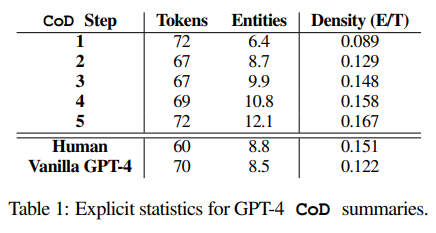 CoD Step Tokens Entities Density (E/T)
1 72 6.4 0.089
2 67 8.7 0.129
3 67 9.9 0.148
4 69 10.8 0.158
5 72 12.1 0.167
Human 60 8.8 0.151
Vanilla GPT-4 70 8.5 0.122
Table 1: Explicit statistics for GPT-4 CoD summaries.